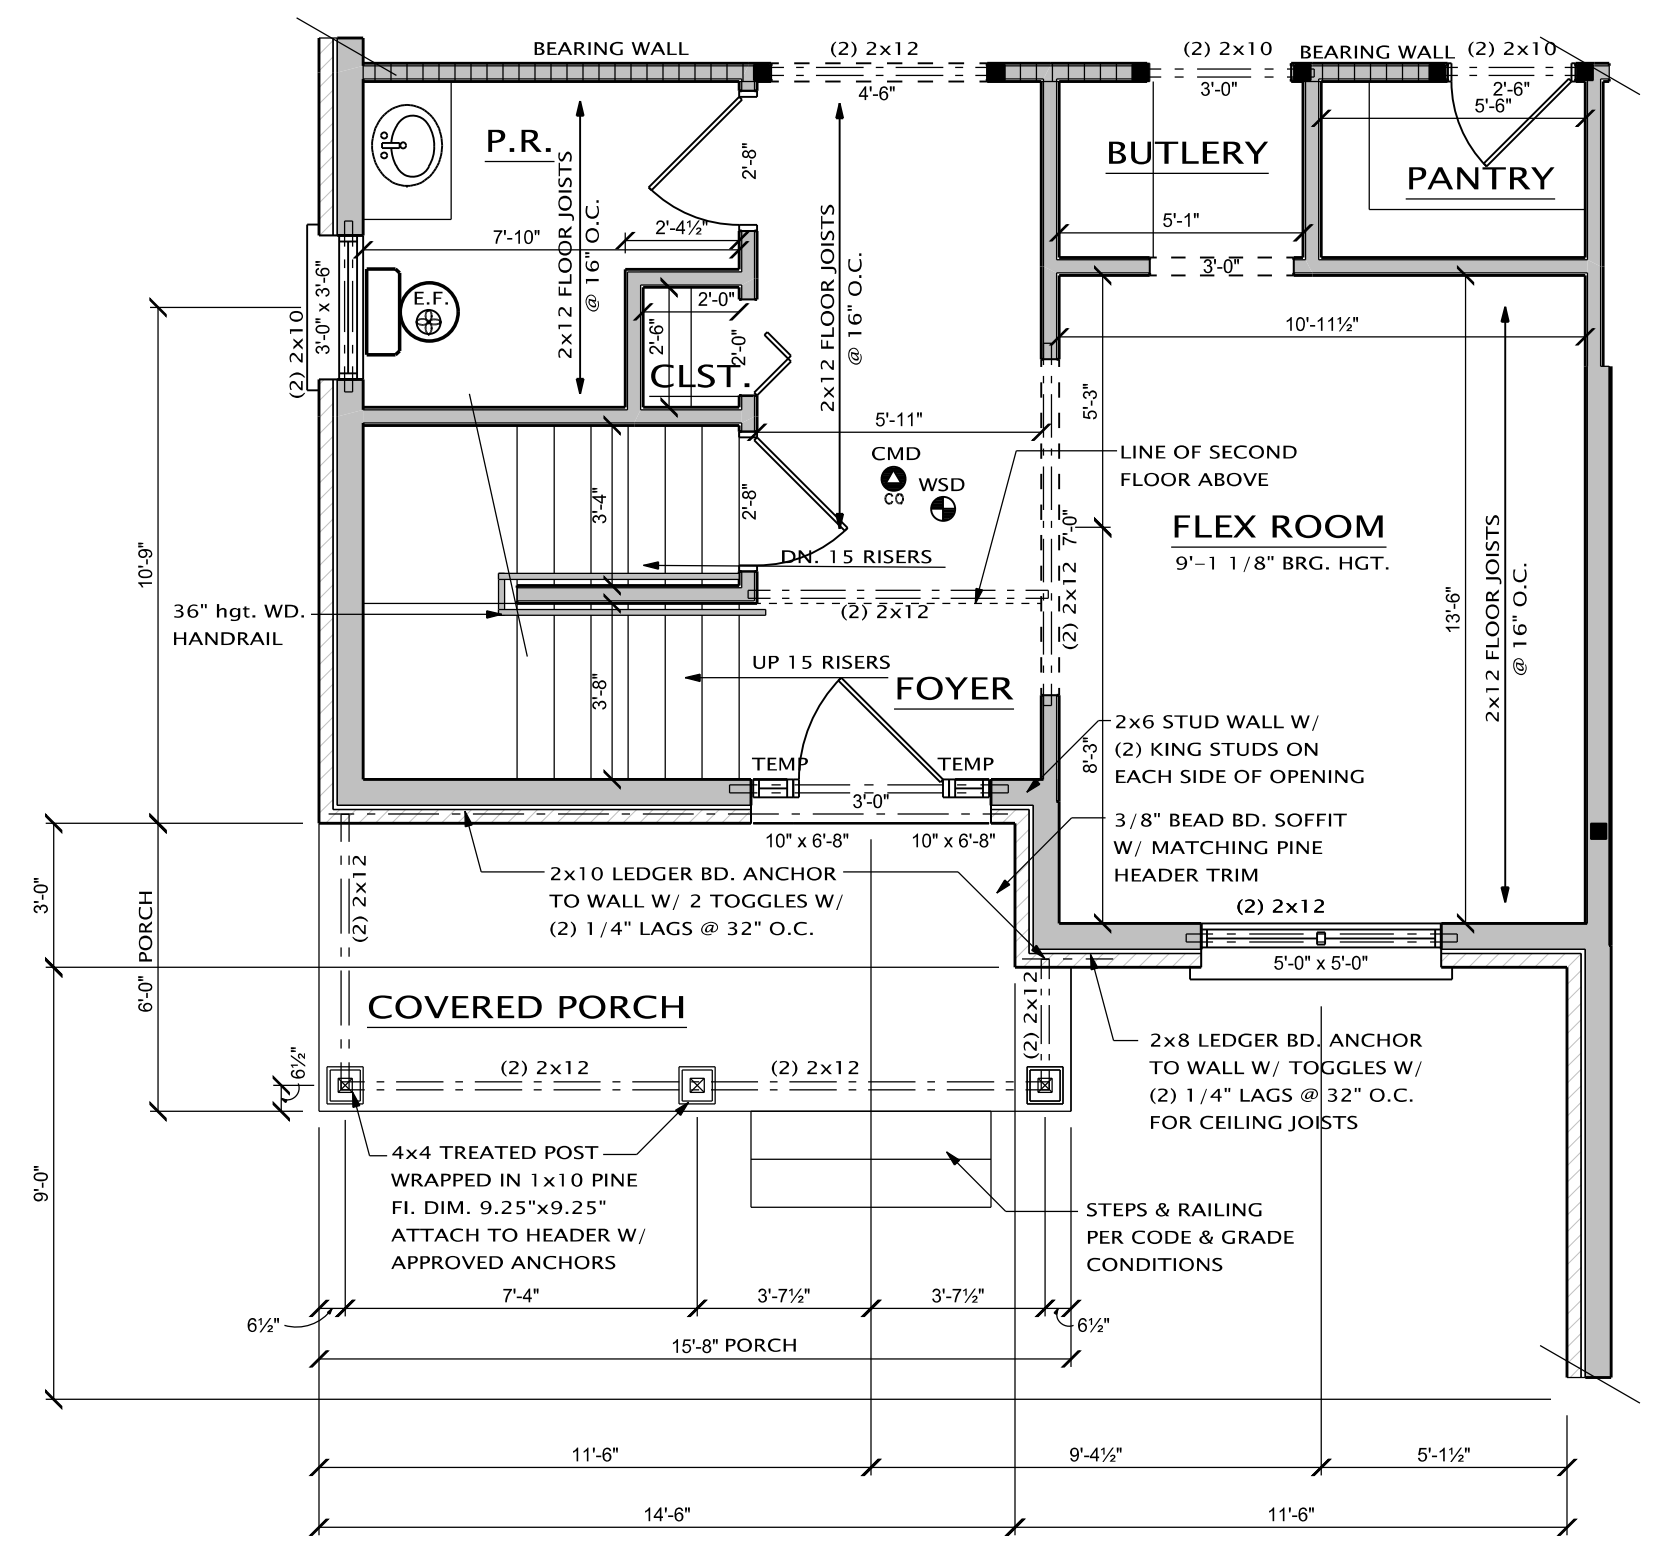 BEARING WALL
(2) 2x12
(2) 2x10
BEARING WALL
(2) 2x10
4'-6"
3'-0"
2'-6"
5'-6"
P.R.
2x12 FLOOR JOISTS
@ 16" O.C.
2'-8"
BUTLERY
PANTRY
7'-10"
2'-4½"
5'-1"
3'-0"
2x12 FLOOR JOISTS
@ 16" O.C.
(2) 2x10
3'-0" x 3'-6"
E.F.
2'-0"
2'-6"
2'-0"
CLST.
10'-11½"
5'-3"
5'-11"
CMD
CO
WSD
LINE OF SECOND
FLOOR ABOVE
FLEX ROOM
9'-1 1/8" BRG. HGT.
2x12 FLOOR JOISTS
@ 16" O.C.
13'-6"
3'-4"
2'-8"
DN. 15 RISERS
7'-0"
(2) 2x12
10'-9"
36" hgt. WD.
HANDRAIL
(2) 2x12
UP 15 RISERS
FOYER
3'-8"
2x6 STUD WALL W/
(2) KING STUDS ON
EACH SIDE OF OPENING
8'-3"
TEMP
TEMP
3'-0"
10" x 6'-8"
10" x 6'-8"
3/8" BEAD BD. SOFFIT
W/ MATCHING PINE
HEADER TRIM
2x10 LEDGER BD. ANCHOR
TO WALL W/ 2 TOGGLES W/
(2) 1/4" LAGS @ 32" O.C.
(2) 2x12
3'-0"
6'-0" PORCH
(2) 2x12
5'-0" x 5'-0"
COVERED PORCH
(2) 2x12
2x8 LEDGER BD. ANCHOR
TO WALL W/ TOGGLES W/
(2) 1/4" LAGS @ 32" O.C.
FOR CEILING JOISTS
6½"
(2) 2x12
(2) 2x12
4x4 TREATED POST
WRAPPED IN 1x10 PINE
FI. DIM. 9.25"x9.25"
ATTACH TO HEADER W/
APPROVED ANCHORS
9'-0"
STEPS & RAILING
PER CODE & GRADE
CONDITIONS
7'-4"
3'-7½"
3'-7½"
6½"
6½"
15'-8" PORCH
11'-6"
9'-4½"
5'-1½"
14'-6"
11'-6"